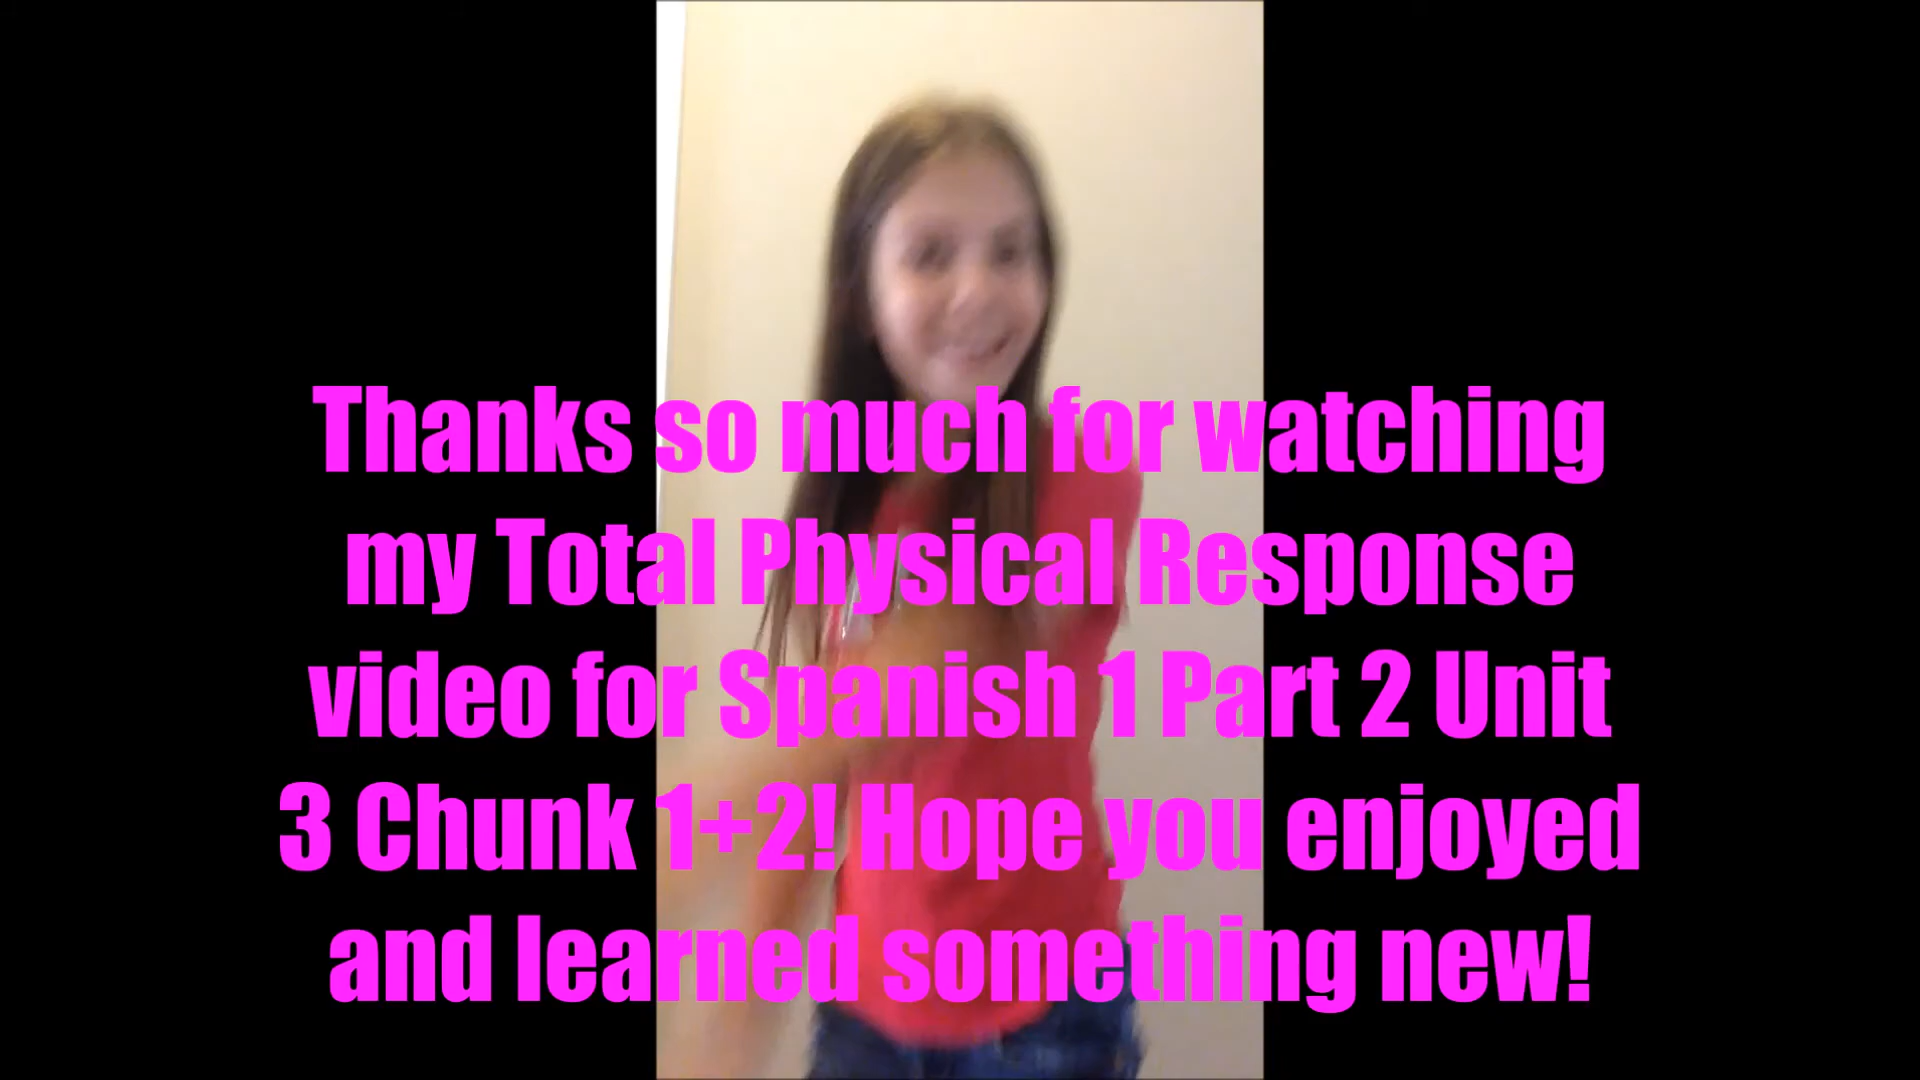 Thanks so much for watching
my Total Physical Response
video for Spanish 1 Part 2 Unit
3 Chunk 1+2! Hope you enjoyed
and learned something new!